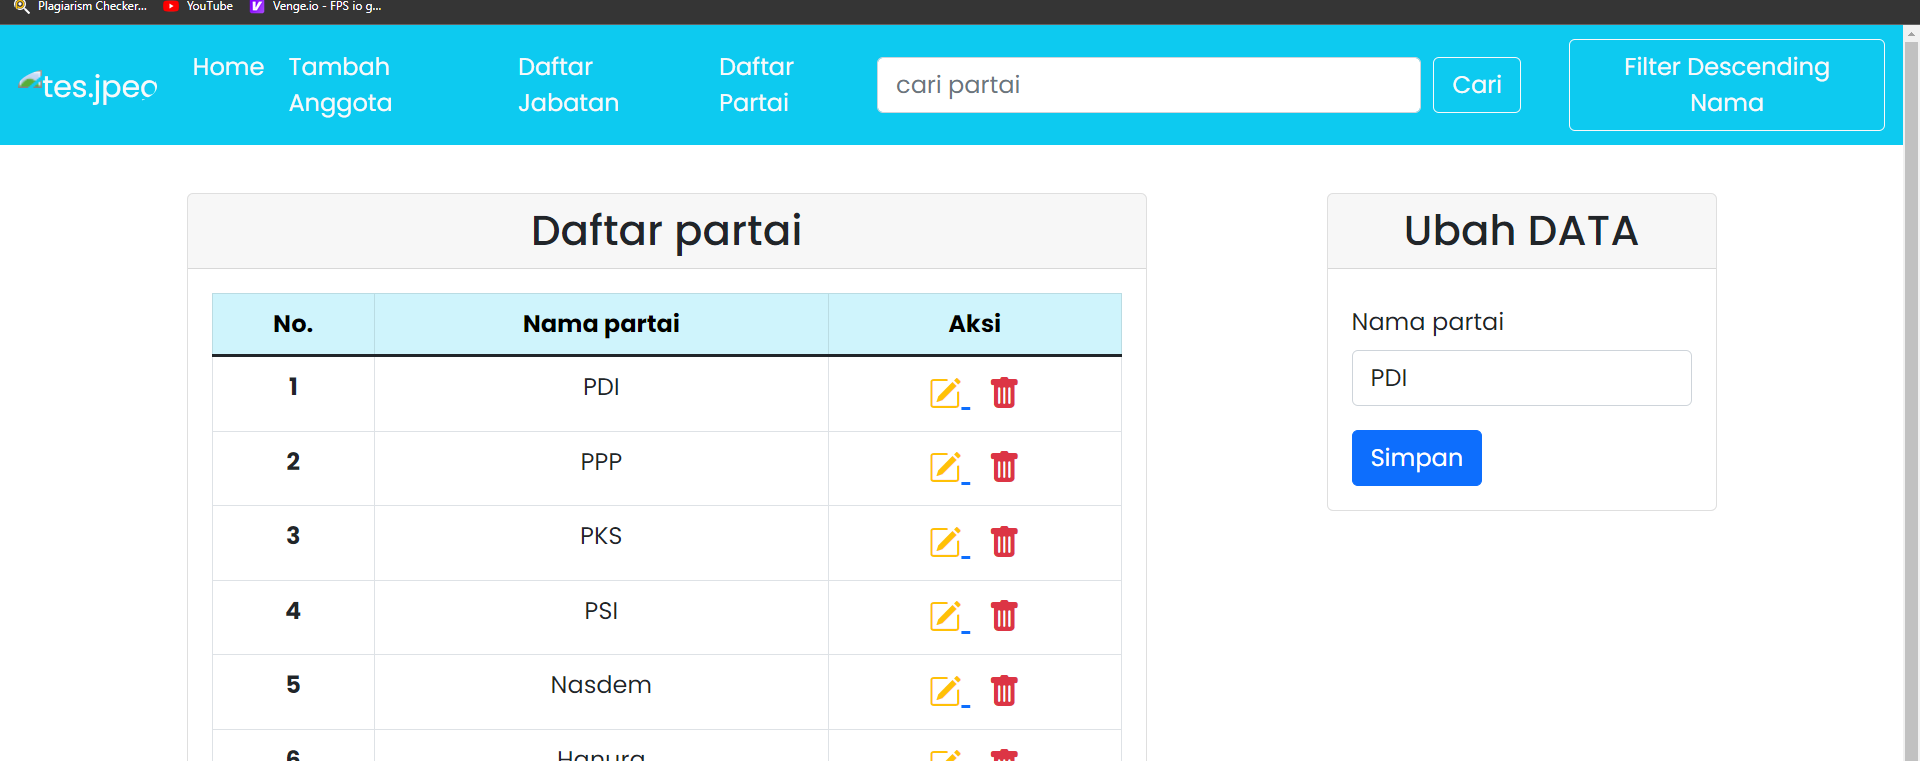 Plagiarism Checker...
YouTube
Venge.io - FPS io g...
tes.jpeg
Home
Tambah Anggota
Daftar Jabatan
Daftar Partai
cari partai
Cari
Filter Descending
Nama
Daftar partai
No. Nama partai Aksi
1 PDI
2 PPP
3 PKS
4 PSI
5 Nasdem
6 Hanura
Ubah DATA
Nama partai
PDI
Simpan